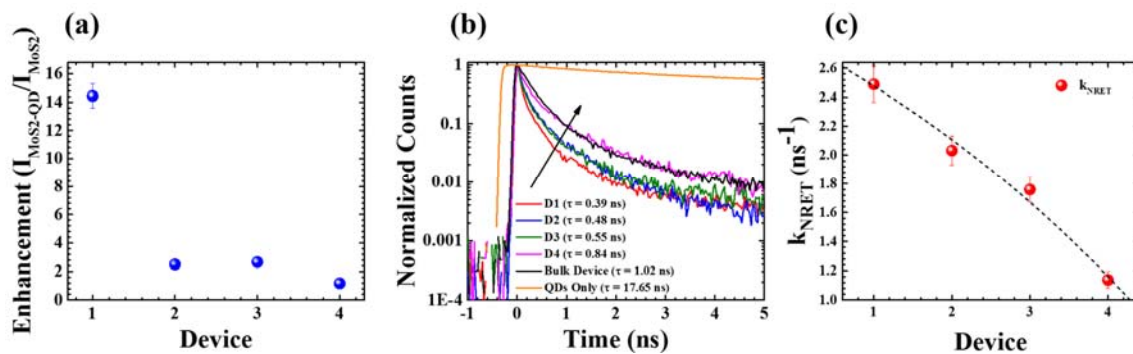 (a)
Enhancement (I_MoS2-QD/I_MoS2)
16
14
12
10
8
6
4
2
0
1 2 3 4
Device
(b)
Normalized Counts
1
0.1
0.01
0.001
1E-4
D1 (τ = 0.39 ns)
D2 (τ = 0.48 ns)
D3 (τ = 0.55 ns)
D4 (τ = 0.84 ns)
Bulk Device (τ = 1.02 ns)
QDs Only (τ = 17.65 ns)
-1 0 1 2 3 4 5
Time (ns)
(c)
k_NRET (ns^-1)
2.6
2.4
2.2
2.0
1.8
1.6
1.4
1.2
1.0
k_NRET
1 2 3 4
Device